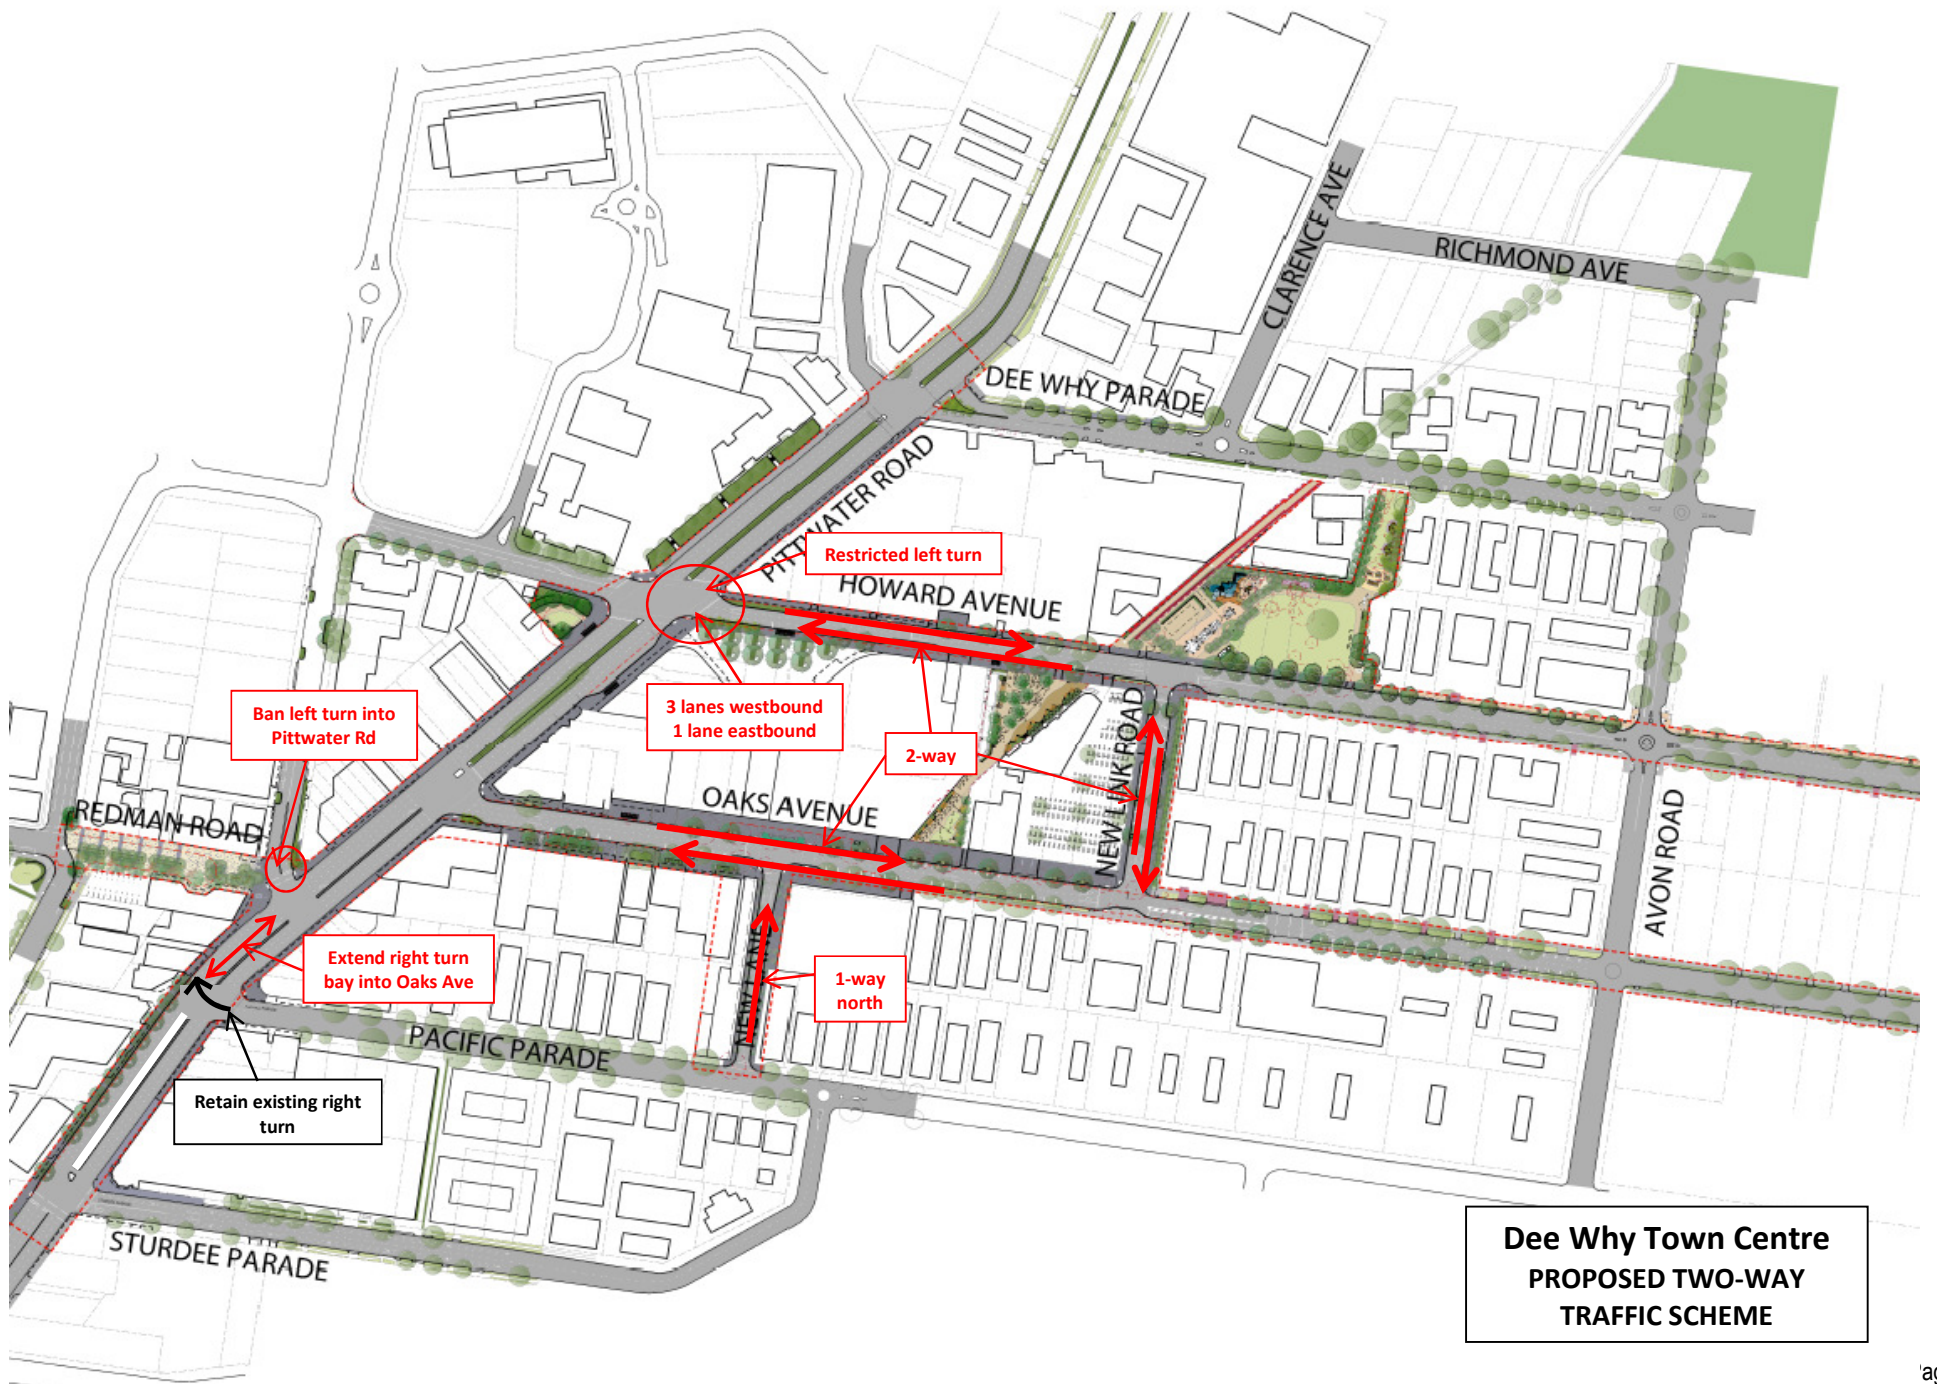 CLARENCE AVE
RICHMOND AVE
DEE WHY PARADE
PITTWATER ROAD
Restricted left turn
HOWARD AVENUE
Ban left turn into
Pittwater Rd
3 lanes westbound
1 lane eastbound
2-way
NEW LINK ROAD
OAKS AVENUE
REDMAN ROAD
AVON ROAD
Extend right turn
bay into Oaks Ave
1-way
north
NEW LANE
PACIFIC PARADE
Retain existing right
turn
STURDEE PARADE
Dee Why Town Centre
PROPOSED TWO-WAY
TRAFFIC SCHEME